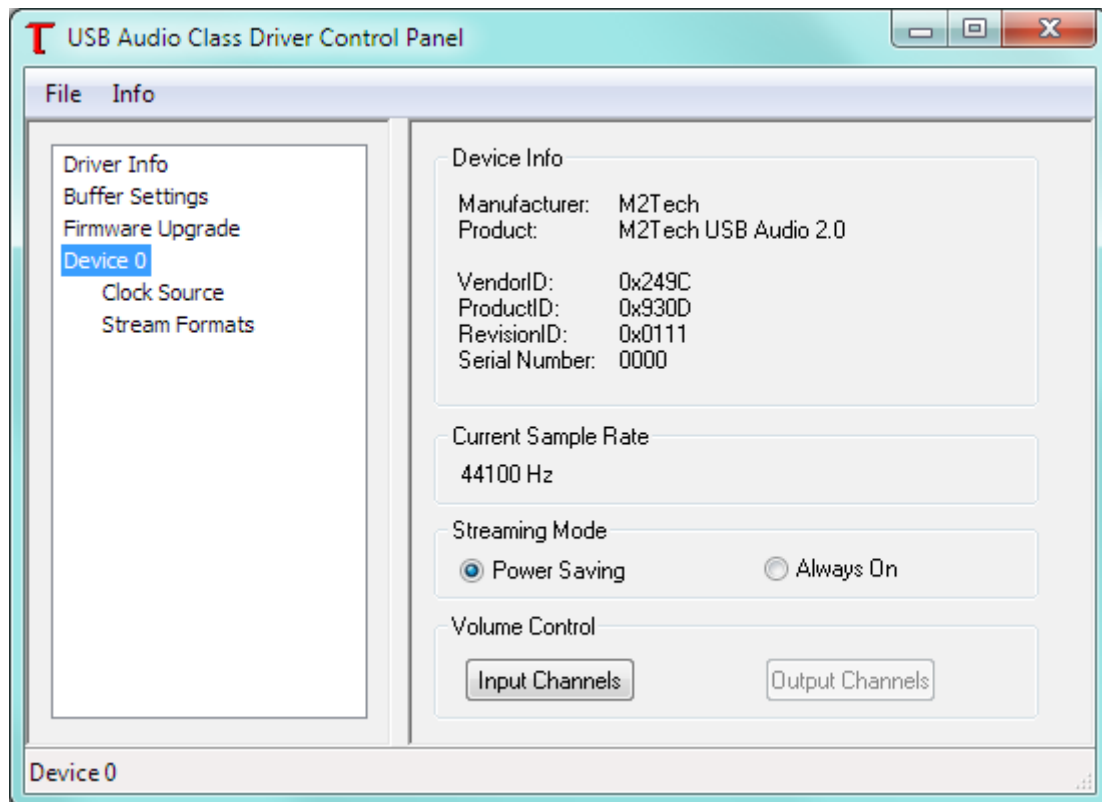 USB Audio Class Driver Control Panel
File Info
Driver Info
Buffer Settings
Firmware Upgrade
Device 0
Clock Source
Stream Formats
Device Info
Manufacturer: M2Tech
Product: M2Tech USB Audio 2.0
VendorID: 0x249C
ProductID: 0x930D
RevisionID: 0x0111
Serial Number: 0000
Current Sample Rate
44100 Hz
Streaming Mode
Power Saving Always On
Volume Control
Input Channels Output Channels
Device 0